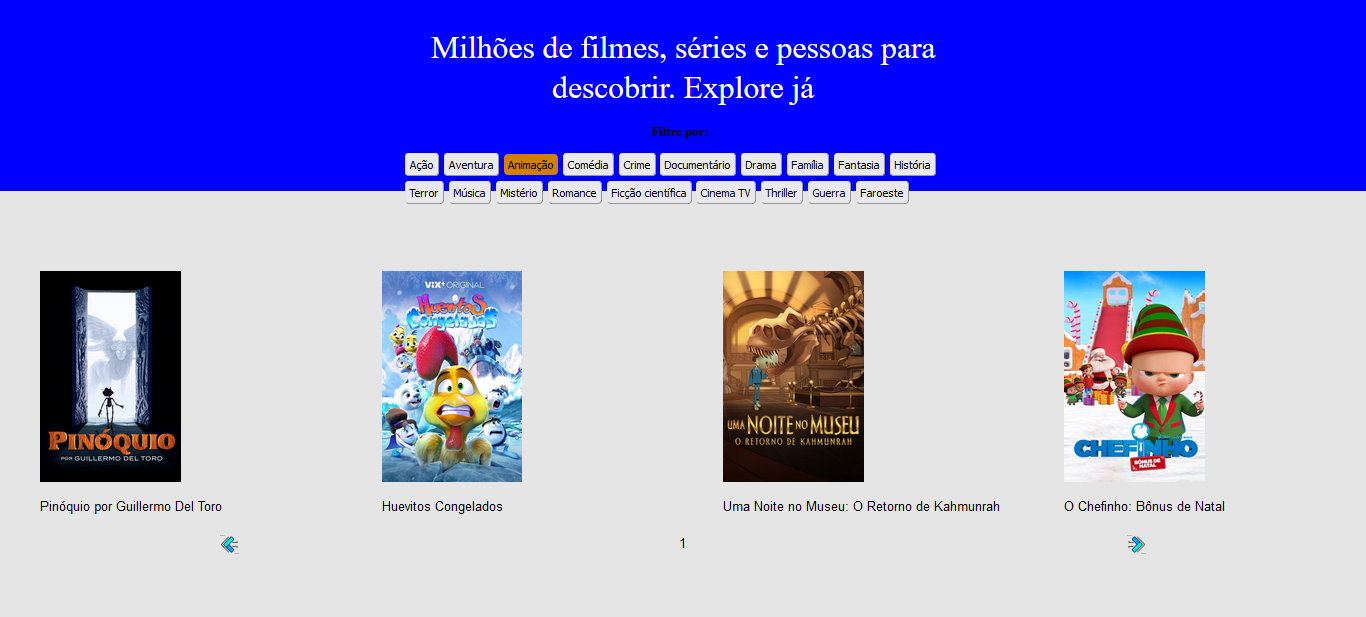 Milhões de filmes, séries e pessoas para
descobrir. Explore já
Filtre por:
Ação Aventura Animação Comédia Crime Documentário Drama Família Fantasia História
Terror Música Mistério Romance Ficção científica Cinema TV Thriller Guerra Faroeste
PINÓQUIO
POR GUILLERMO DEL TORO
ViX+ ORIGINAL
Huevitos
Congelados
UMA NOITE NO MUSEU
O RETORNO DE KAHMUNRAH
CHEFINHO
BÔNUS DE
NATAL
Pinóquio por Guillermo Del Toro
Huevitos Congelados
Uma Noite no Museu: O Retorno de Kahmunrah
O Chefinho: Bônus de Natal
1